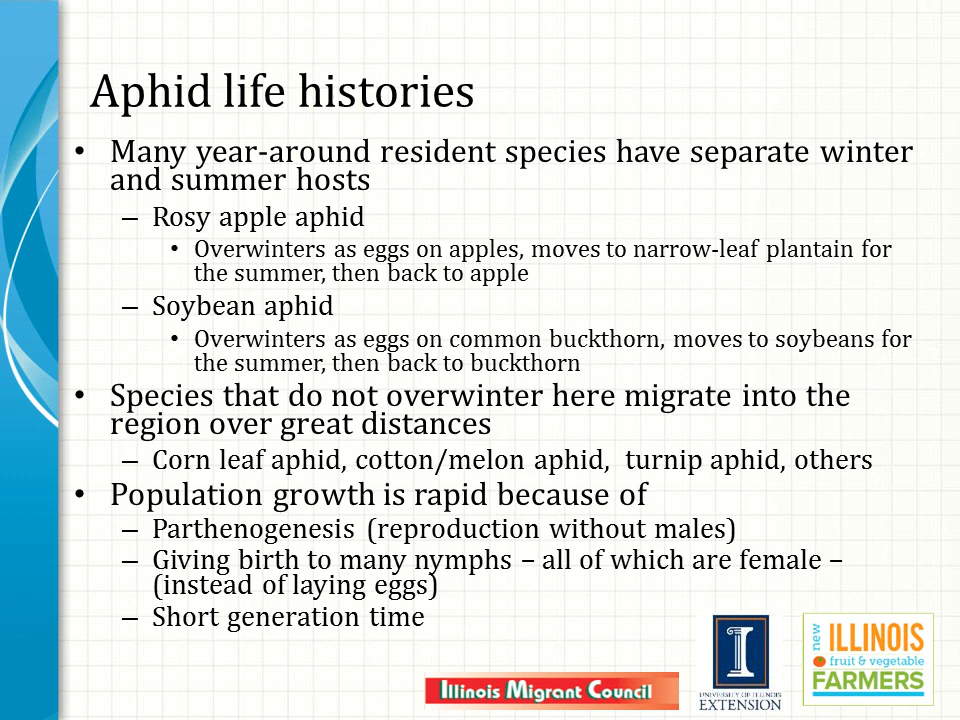 Aphid life histories
• Many year-around resident species have separate winter
and summer hosts
– Rosy apple aphid
• Overwinters as eggs on apples, moves to narrow-leaf plantain for
the summer, then back to apple
– Soybean aphid
• Overwinters as eggs on common buckthorn, moves to soybeans for
the summer, then back to buckthorn
• Species that do not overwinter here migrate into the
region over great distances
– Corn leaf aphid, cotton/melon aphid,  turnip aphid, others
• Population growth is rapid because of
– Parthenogenesis (reproduction without males)
– Giving birth to many nymphs – all of which are female –
(instead of laying eggs)
– Short generation time
Illinois Migrant Council
I
UNIVERSITY OF ILLINOIS
EXTENSION
new
ILLINOIS
fruit & vegetable
FARMERS